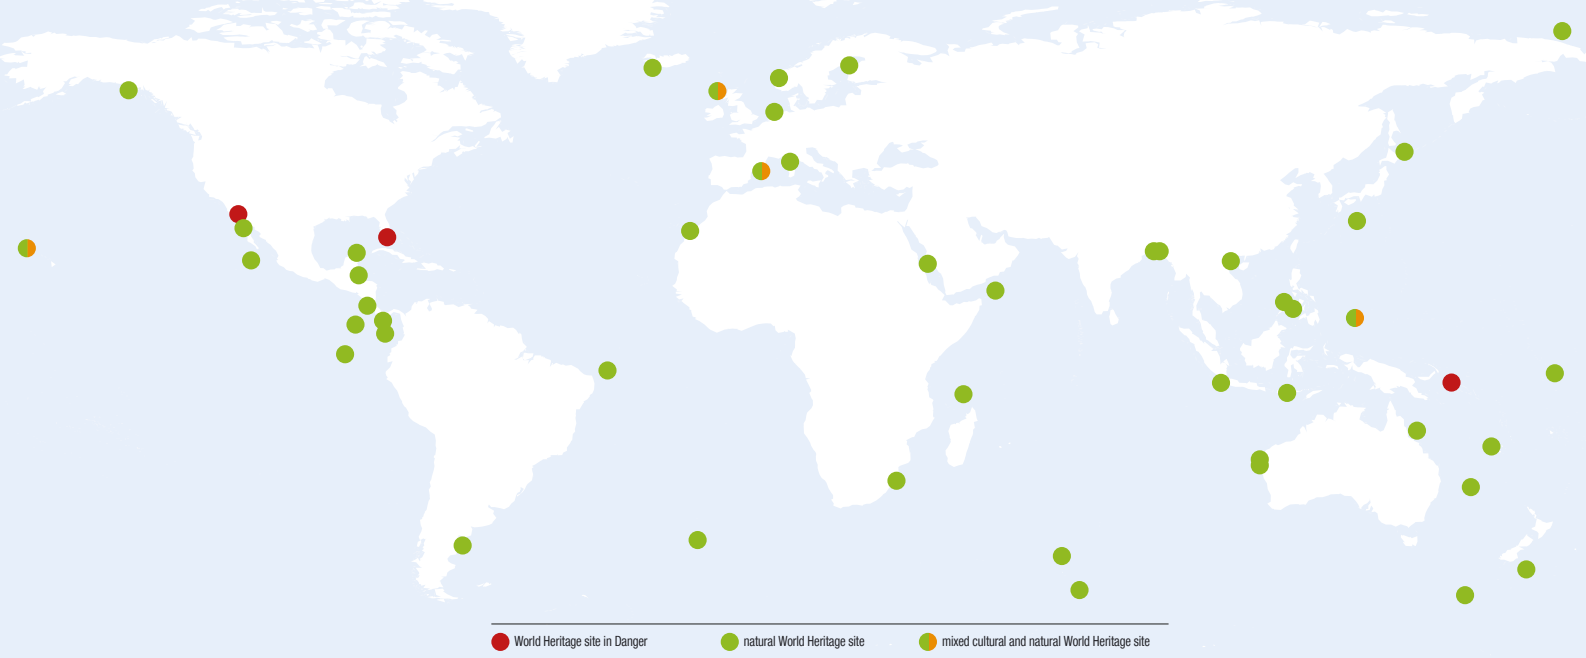 World Heritage site in Danger
natural World Heritage site
mixed cultural and natural World Heritage site